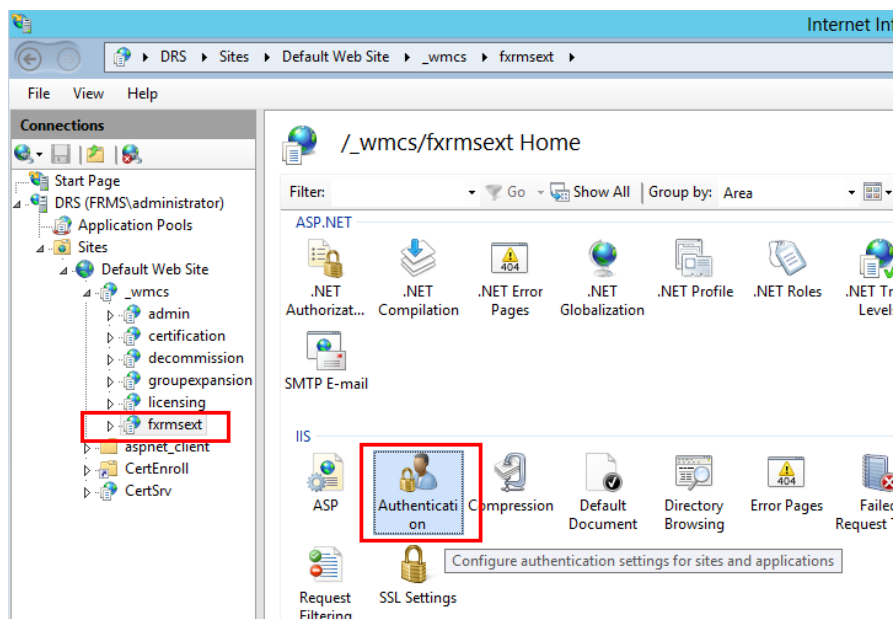 Internet Inf
DRS Sites Default Web Site _wmcs fxrmsext
File View Help
Connections
Start Page
DRS (FRMS\administrator)
Application Pools
Sites
Default Web Site
_wmcs
admin
certification
decommission
groupexpansion
licensing
fxrmsext
aspnet_client
CertEnroll
CertSrv
/_wmcs/fxrmsext Home
Filter: Go Show All Group by: Area
ASP.NET
.NET Authorizat...
.NET Compilation
.NET Error Pages
.NET Globalization
.NET Profile
.NET Roles
.NET Tr Levels
SMTP E-mail
IIS
ASP
Authenticati on
Compression
Default Document
Directory Browsing
Error Pages
Failed Request T
Configure authentication settings for sites and applications
Request Filtering
SSL Settings
404
404